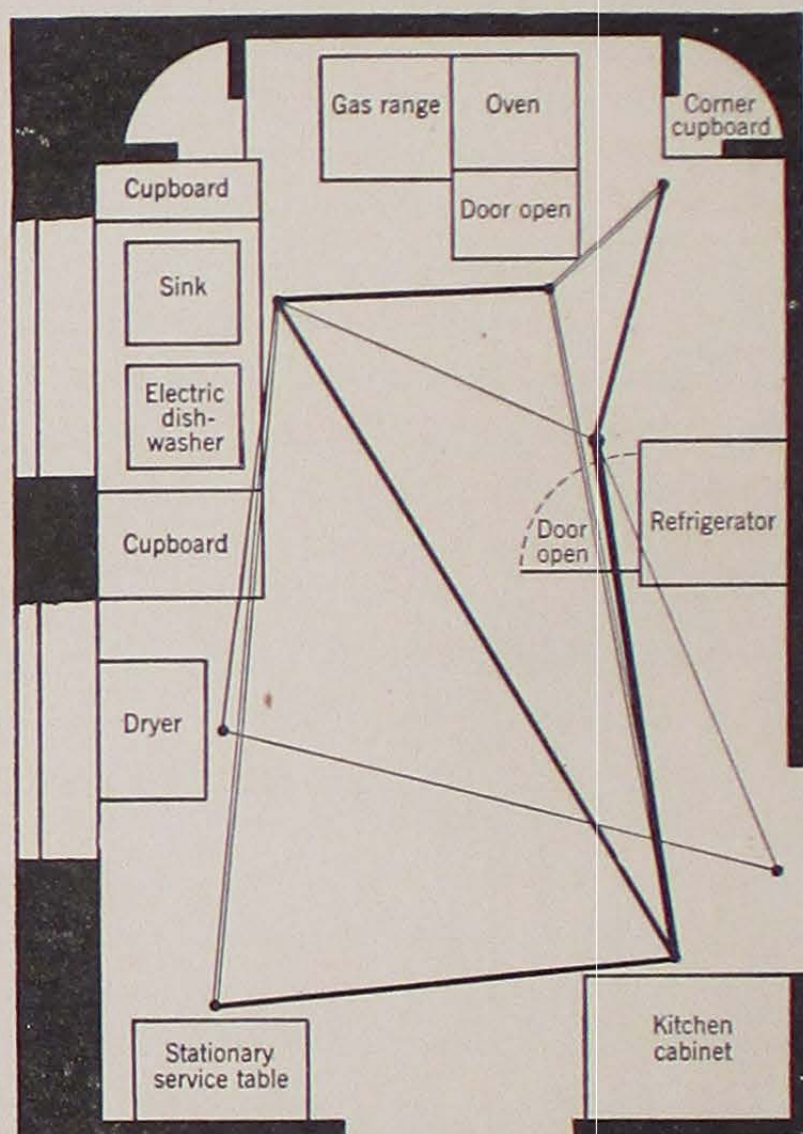 Gas range
Oven
Corner
cupboard
Cupboard
Door open
Sink
Electric
dish-
washer
Door
open
Refrigerator
Cupboard
Dryer
Kitchen
cabinet
Stationary
service table